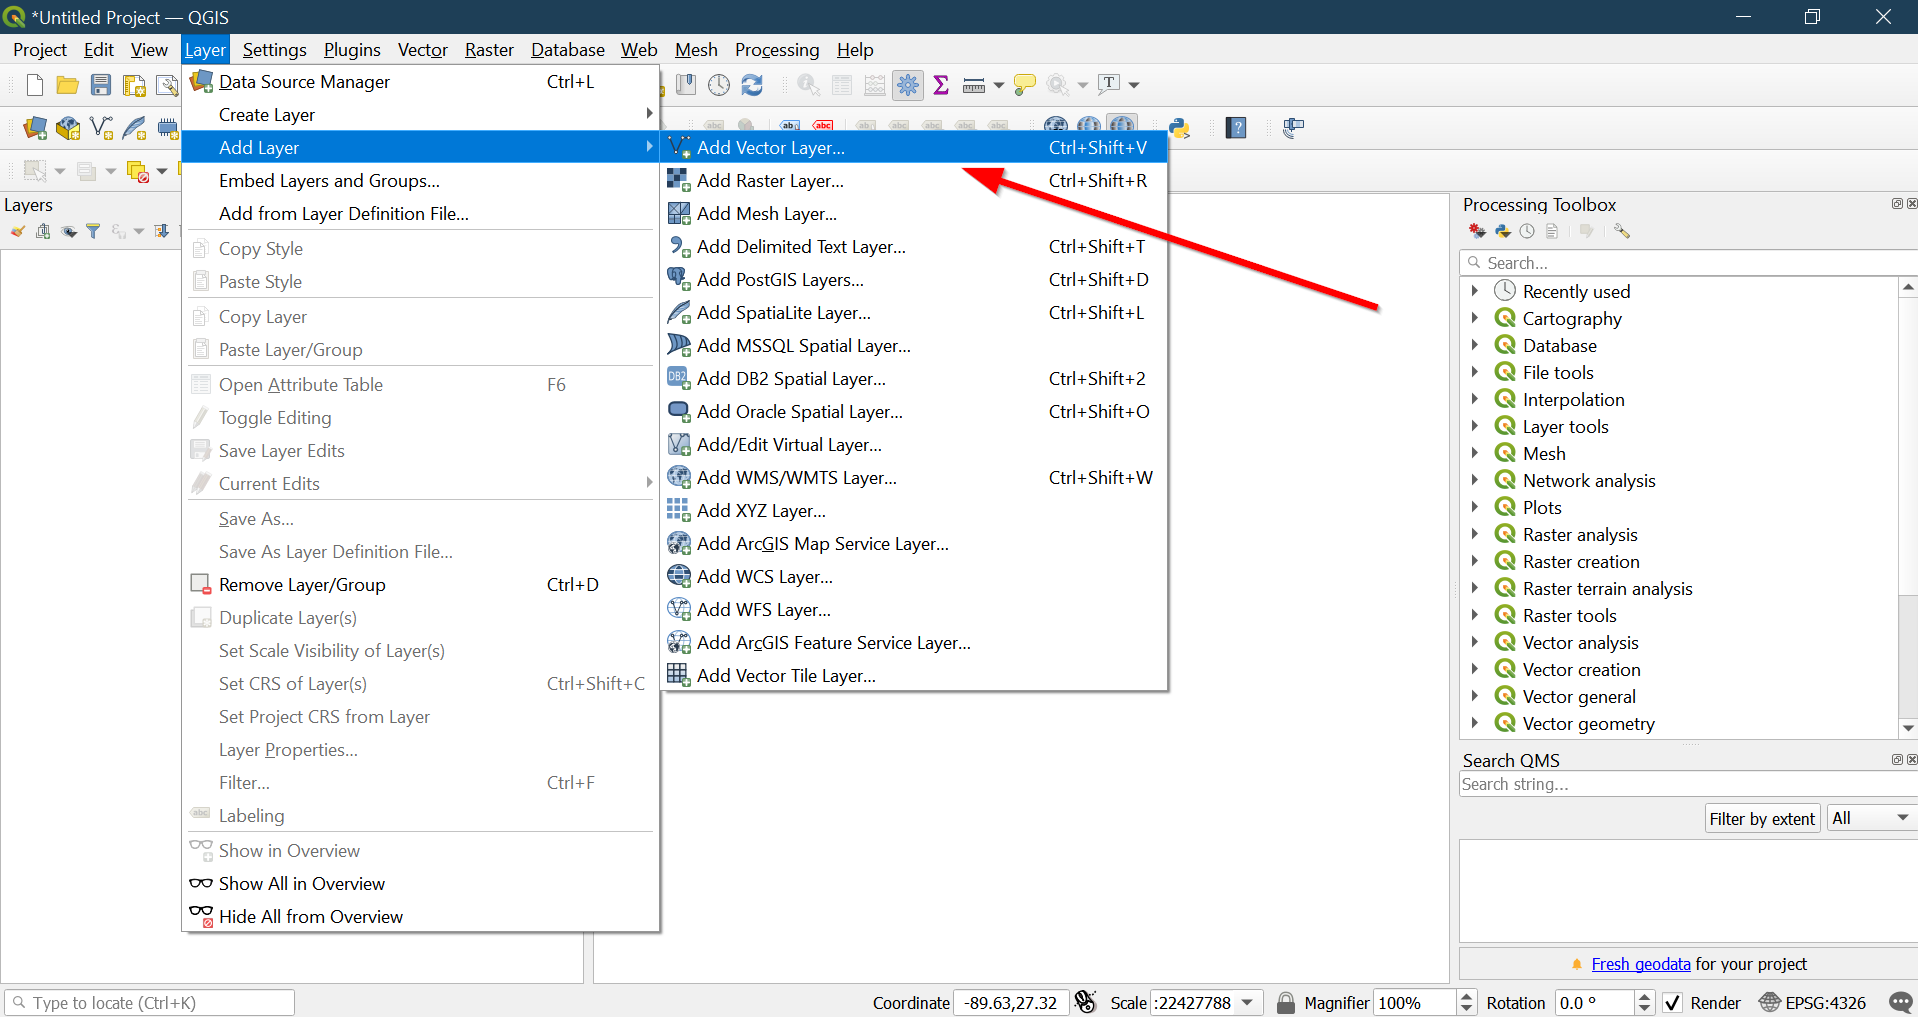 *Untitled Project — QGIS
Project Edit View Layer Settings Plugins Vector Raster Database Web Mesh Processing Help
Data Source Manager Ctrl+L
Create Layer
Add Layer
Embed Layers and Groups...
Add from Layer Definition File...
Copy Style
Paste Style
Copy Layer
Paste Layer/Group
Open Attribute Table F6
Toggle Editing
Save Layer Edits
Current Edits
Save As...
Save As Layer Definition File...
Remove Layer/Group Ctrl+D
Duplicate Layer(s)
Set Scale Visibility of Layer(s)
Set CRS of Layer(s) Ctrl+Shift+C
Set Project CRS from Layer
Layer Properties...
Filter... Ctrl+F
abc Labeling
Show in Overview
Show All in Overview
Hide All from Overview
Add Vector Layer... Ctrl+Shift+V
Add Raster Layer... Ctrl+Shift+R
Add Mesh Layer...
Add Delimited Text Layer... Ctrl+Shift+T
Add PostGIS Layers... Ctrl+Shift+D
Add SpatiaLite Layer... Ctrl+Shift+L
Add MSSQL Spatial Layer...
DB2 Add DB2 Spatial Layer... Ctrl+Shift+2
Add Oracle Spatial Layer... Ctrl+Shift+O
Add/Edit Virtual Layer...
Add WMS/WMTS Layer... Ctrl+Shift+W
Add XYZ Layer...
Add ArcGIS Map Service Layer...
Add WCS Layer...
Add WFS Layer...
Add ArcGIS Feature Service Layer...
Add Vector Tile Layer...
Layers
Processing Toolbox
Search...
Recently used
Cartography
Database
File tools
Interpolation
Layer tools
Mesh
Network analysis
Plots
Raster analysis
Raster creation
Raster terrain analysis
Raster tools
Vector analysis
Vector creation
Vector general
Vector geometry
Search QMS
Search string...
Filter by extent All
Fresh geodata for your project
Type to locate (Ctrl+K) Coordinate -89.63,27.32 Scale :22427788 Magnifier 100% Rotation 0.0 ° Render EPSG:4326